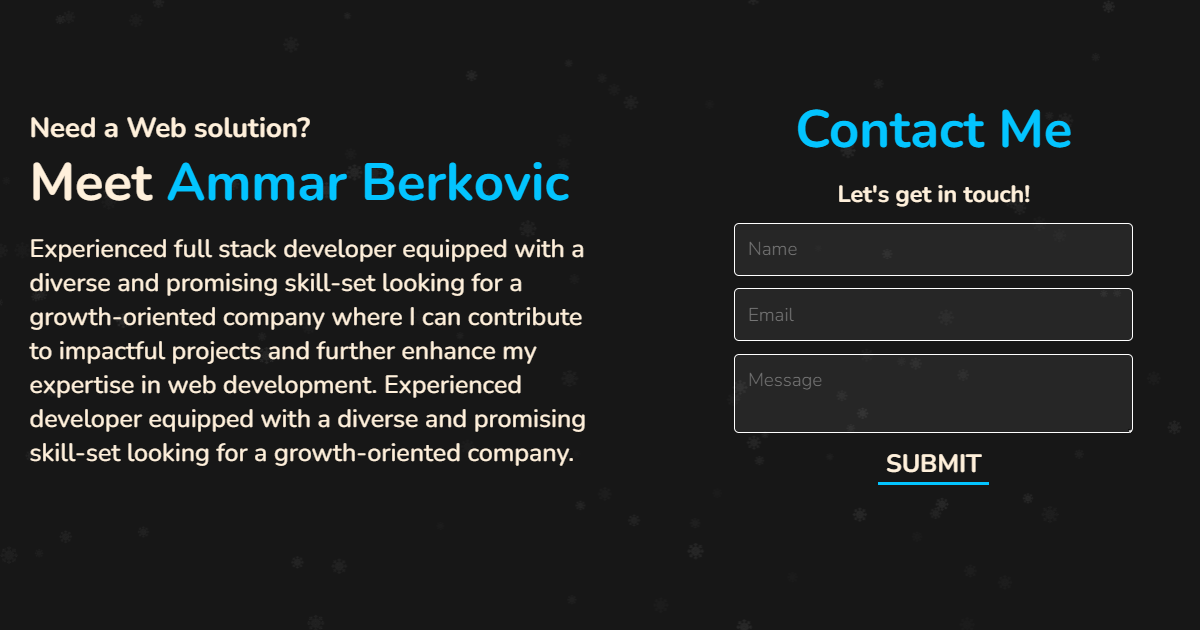 Need a Web solution?
Meet Ammar Berkovic
Experienced full stack developer equipped with a
diverse and promising skill-set looking for a
growth-oriented company where I can contribute
to impactful projects and further enhance my
expertise in web development. Experienced
developer equipped with a diverse and promising
skill-set looking for a growth-oriented company.
Contact Me
Let's get in touch!
Name
Email
Message
SUBMIT